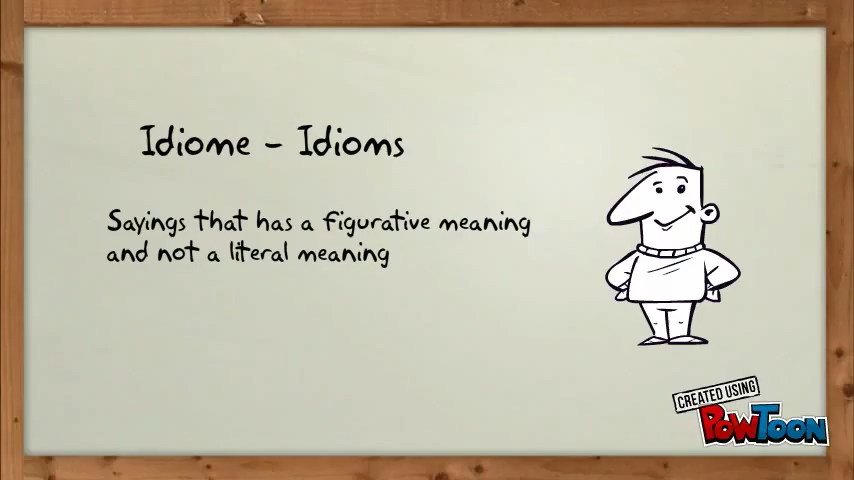 Idiome - Idioms
Sayings that has a figurative meaning
and not a literal meaning
CREATED USING
POWTOON